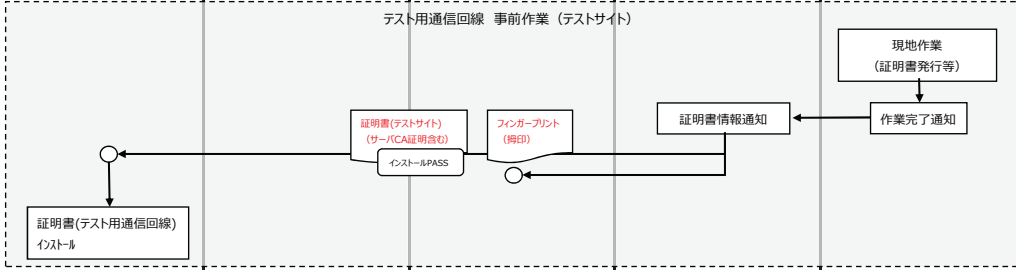 テスト用通信回線 事前作業（テストサイト）
現地作業
（証明書発行等）
証明書(テストサイト)
（サーバCA証明含む）
フィンガープリント
（拇印）
証明書情報通知
作業完了通知
インストールPASS
証明書(テスト用通信回線)
インストール